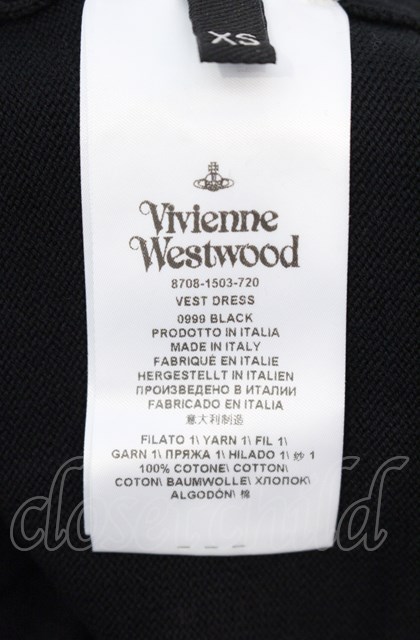 XS
Vivienne
Westwood
8708-1503-720
VEST DRESS
0999 BLACK
PRODOTTO IN ITALIA
MADE IN ITALY
FABRIQUÉ EN ITALIE
HERGESTELLT IN ITALIEN
ПРОИЗВЕДЕНО В ИТАЛИИ
FABRICADO EN ITALIA
意大利制造
FILATO 1\ YARN 1\ FIL 1\
GARN 1\ ПРЯЖА 1\ HILADO 1\ 纱 1
100% COTONE\ COTTON\
COTON\ BAUMWOLLE\ ХЛОПОК\
ALGODÓN\ 棉